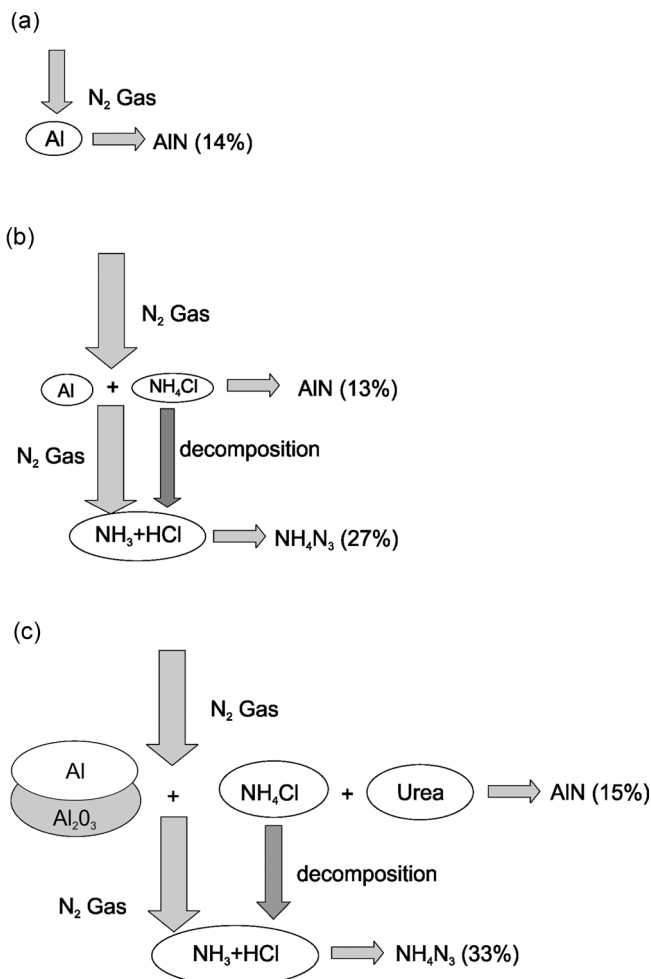 (a)
N₂ Gas
Al
AlN (14%)
(b)
N₂ Gas
Al + NH₄Cl
AlN (13%)
N₂ Gas
decomposition
NH₃+HCl
NH₄N₃ (27%)
(c)
N₂ Gas
Al
Al₂O₃
+ NH₄Cl + Urea
AlN (15%)
decomposition
N₂ Gas
NH₃+HCl
NH₄N₃ (33%)